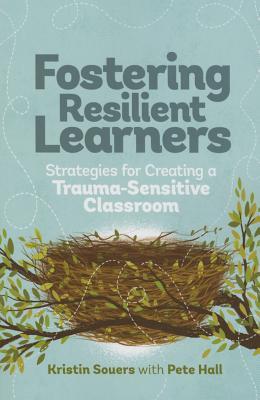 Fostering
Resilient
Learners
Strategies for Creating a
Trauma-Sensitive
Classroom
Kristin Souers with Pete Hall